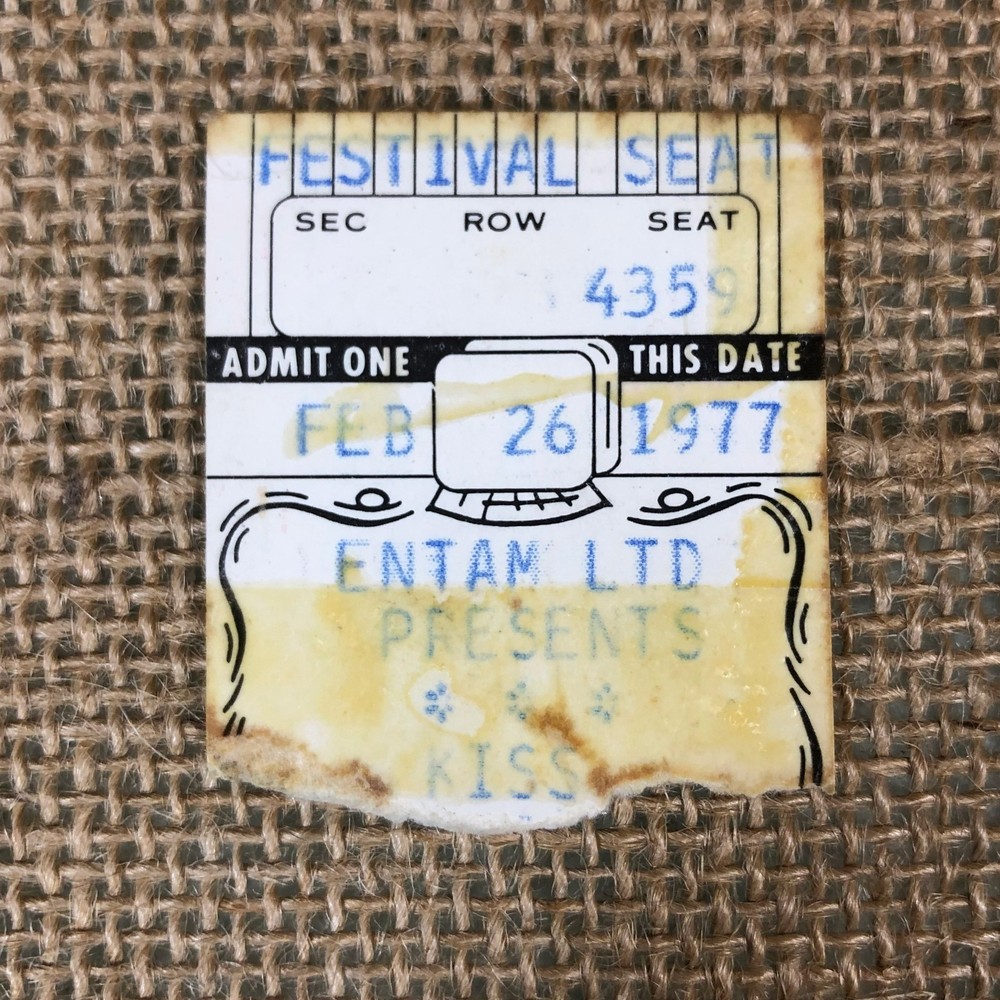 FESTIVAL SEAT
SEC ROW SEAT
4359
ADMIT ONE THIS DATE
FEB 26 1977
ENTAM LTD
PRESENTS
* * *
KISS